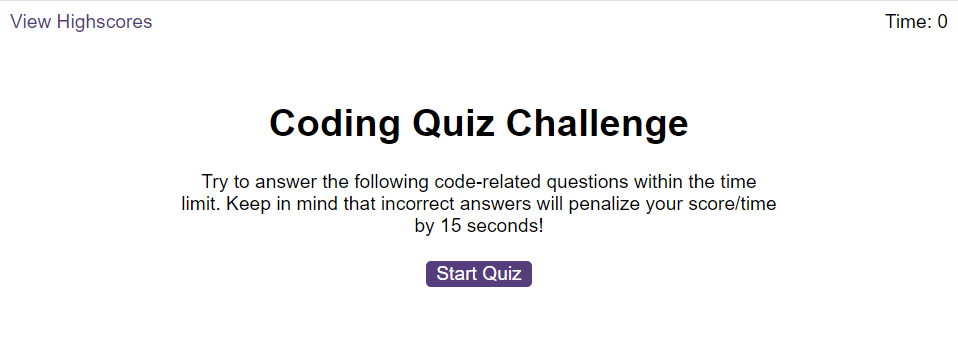 View Highscores
Time: 0
Coding Quiz Challenge
Try to answer the following code-related questions within the time
limit. Keep in mind that incorrect answers will penalize your score/time
by 15 seconds!
Start Quiz